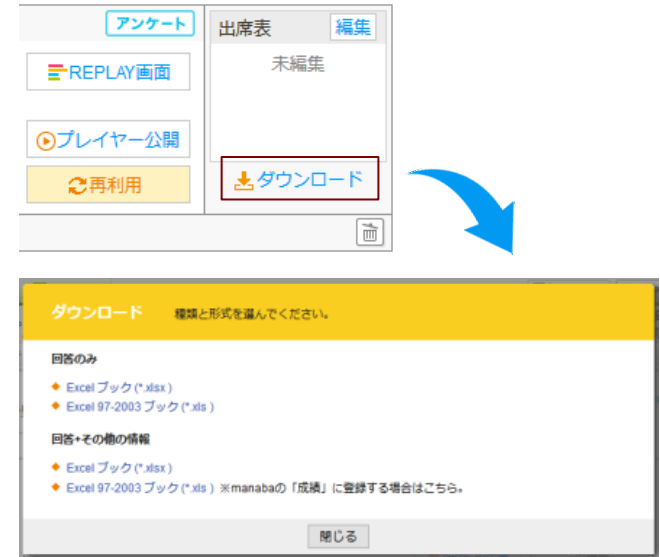 アンケート
出席表 編集
未編集
REPLAY画面
プレイヤー公開
再利用
ダウンロード
ダウンロード 種類と形式を選んでください。
回答のみ
Excel ブック (*.xlsx )
Excel 97-2003 ブック (*.xls )
回答+その他の情報
Excel ブック (*.xlsx )
Excel 97-2003 ブック (*.xls ) ※manabaの「成績」に登録する場合はこちら。
閉じる